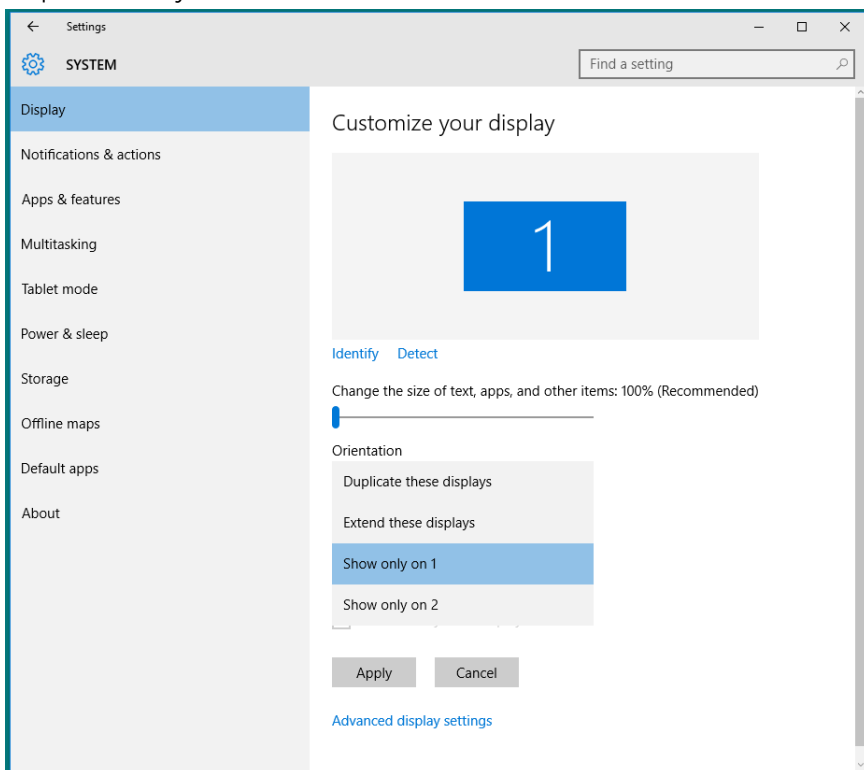 Settings
SYSTEM
Find a setting
Display
Notifications & actions
Apps & features
Multitasking
Tablet mode
Power & sleep
Storage
Offline maps
Default apps
About
Customize your display
1
Identify Detect
Change the size of text, apps, and other items: 100% (Recommended)
Orientation
Duplicate these displays
Extend these displays
Show only on 1
Show only on 2
Apply Cancel
Advanced display settings